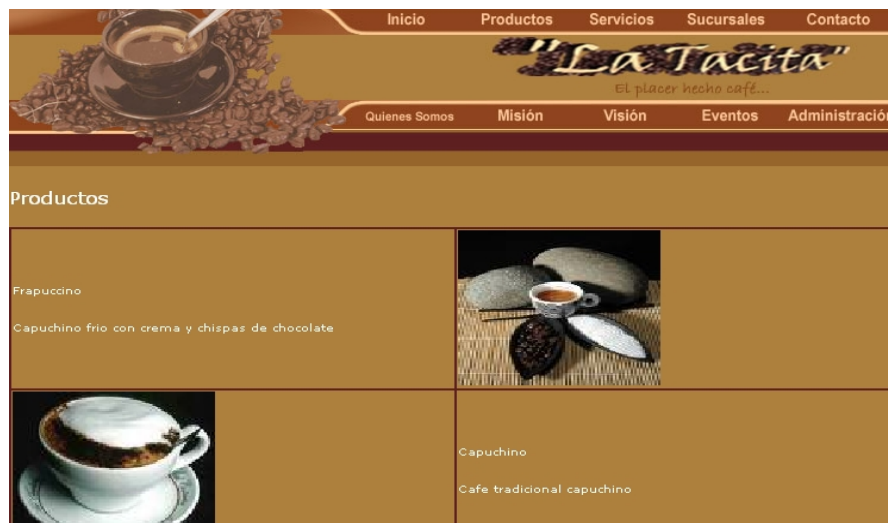 Inicio Productos Servicios Sucursales Contacto
"La Tacita"
El placer hecho café...
Quienes Somos Misión Visión Eventos Administración
Productos
Frapuccino
Capuchino frio con crema y chispas de chocolate
Capuchino
Cafe tradicional capuchino